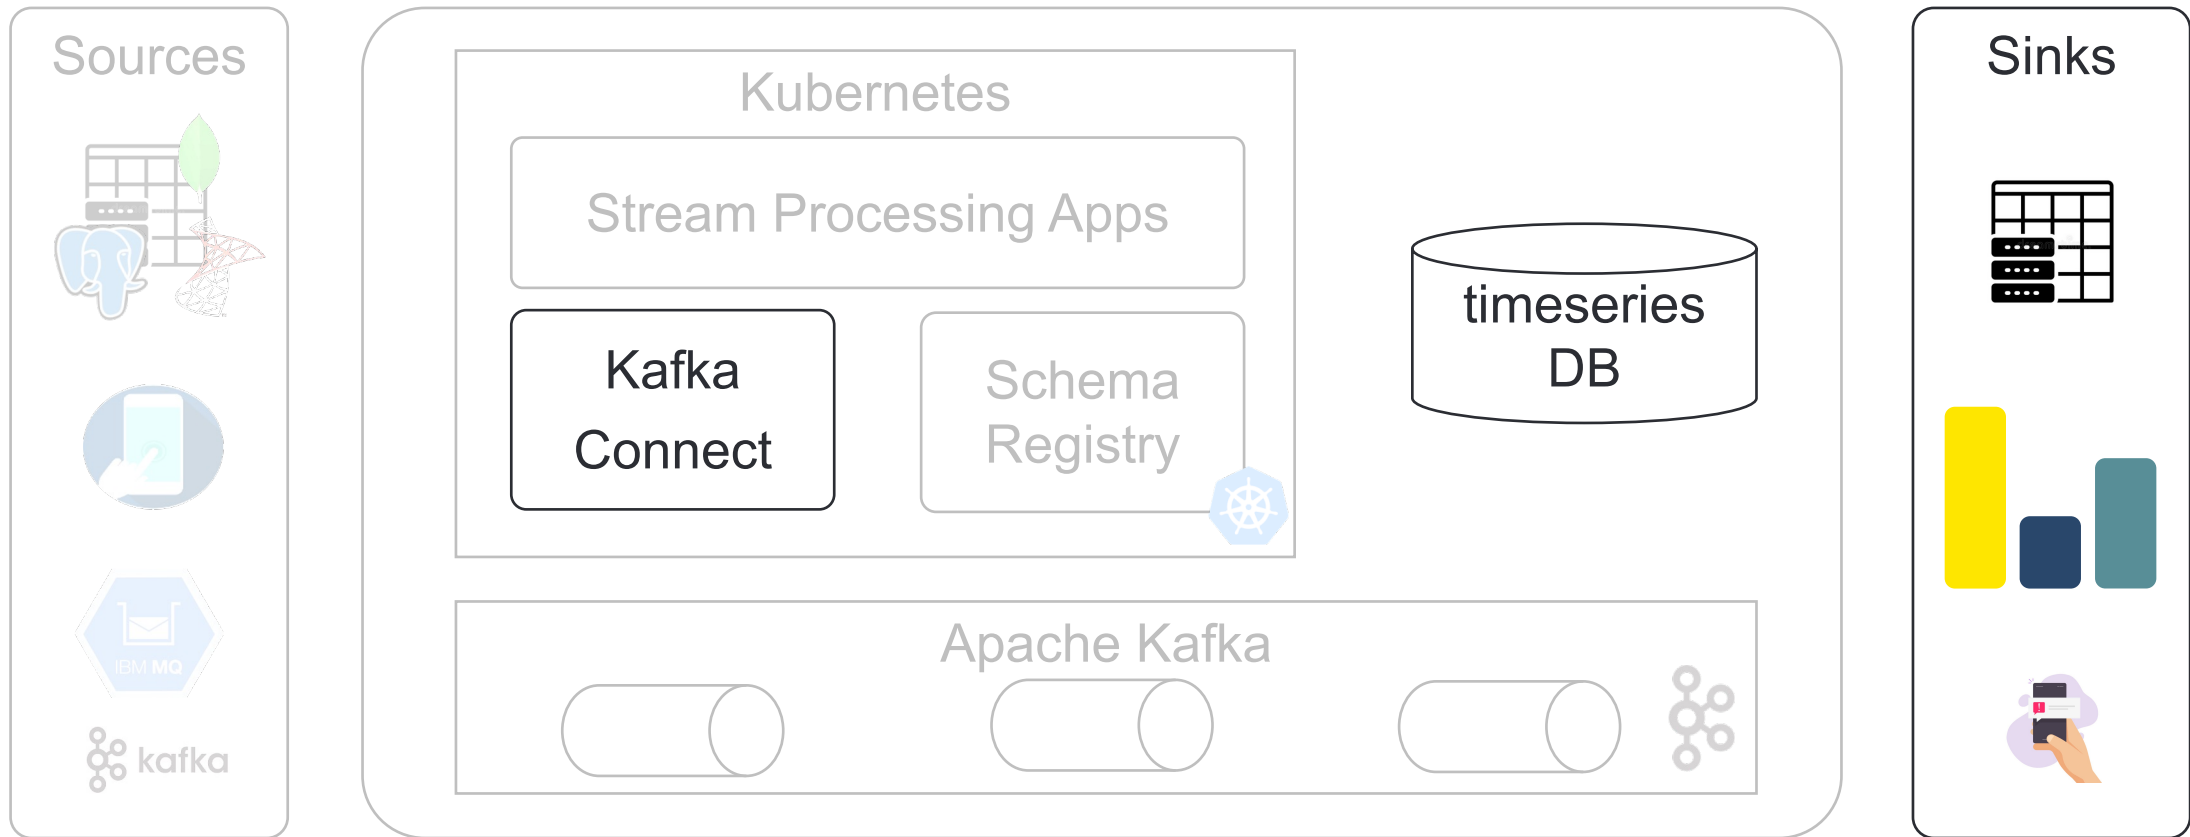 Sources
Kubernetes
Stream Processing Apps
Kafka
Connect
Schema
Registry
timeseries
DB
Apache Kafka
IBM MQ
kafka
Sinks